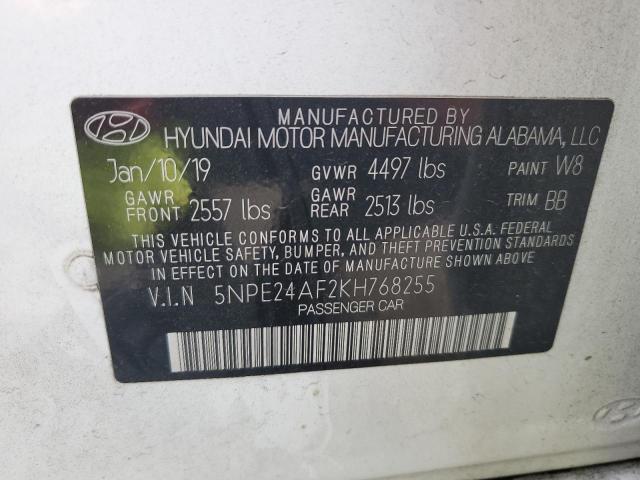 MANUFACTURED BY
HYUNDAI MOTOR MANUFACTURING ALABAMA, LLC
Jan/10/19 GVWR 4497 lbs PAINT W8
GAWR FRONT 2557 lbs GAWR REAR 2513 lbs TRIM BB
THIS VEHICLE CONFORMS TO ALL APPLICABLE U.S.A. FEDERAL
MOTOR VEHICLE SAFETY, BUMPER, AND THEFT PREVENTION STANDARDS
IN EFFECT ON THE DATE OF MANUFACTURE SHOWN ABOVE.
V.I.N 5NPE24AF2KH768255
PASSENGER CAR